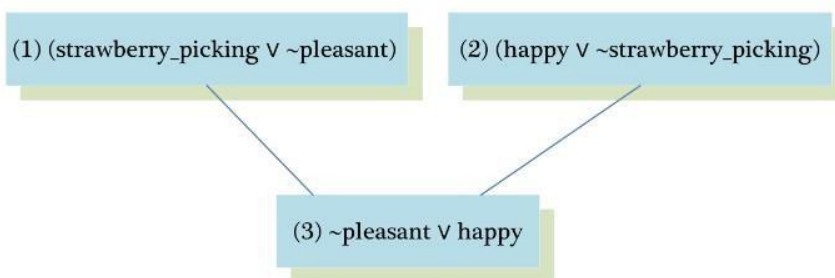 (1) (strawberry_picking ∨ ~pleasant)
(2) (happy ∨ ~strawberry_picking)
(3) ~pleasant ∨ happy